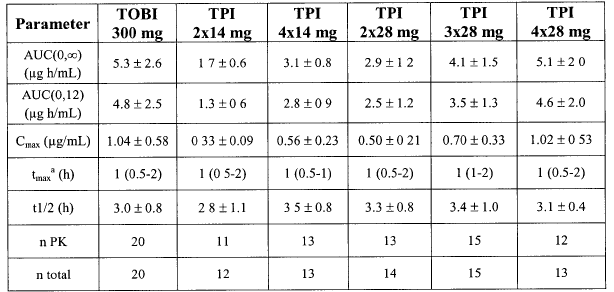 Parameter TOBI 300 mg TPI 2x14 mg TPI 4x14 mg TPI 2x28 mg TPI 3x28 mg TPI 4x28 mg
AUC(0,∞) (µg h/mL) 5.3 ± 2.6 1 7 ± 0.6 3.1 ± 0.8 2.9 ± 1 2 4.1 ± 1.5 5.1 ± 2 0
AUC(0,12) (µg h/mL) 4.8 ± 2.5 1.3 ± 0 6 2.8 ± 0 9 2.5 ± 1.2 3.5 ± 1.3 4.6 ± 2.0
Cmax (µg/mL) 1.04 ± 0.58 0 33 ± 0.09 0.56 ± 0.23 0.50 ± 0 21 0.70 ± 0.33 1.02 ± 0 53
tmaxᵃ (h) 1 (0.5-2) 1 (0 5-2) 1 (0.5-1) 1 (0.5-2) 1 (1-2) 1 (0.5-2)
t1/2 (h) 3.0 ± 0.8 2 8 ± 1.1 3 5 ± 0.8 3.3 ± 0.8 3.4 ± 1.0 3.1 ± 0.4
n PK 20 11 13 13 15 12
n total 20 12 13 14 15 13